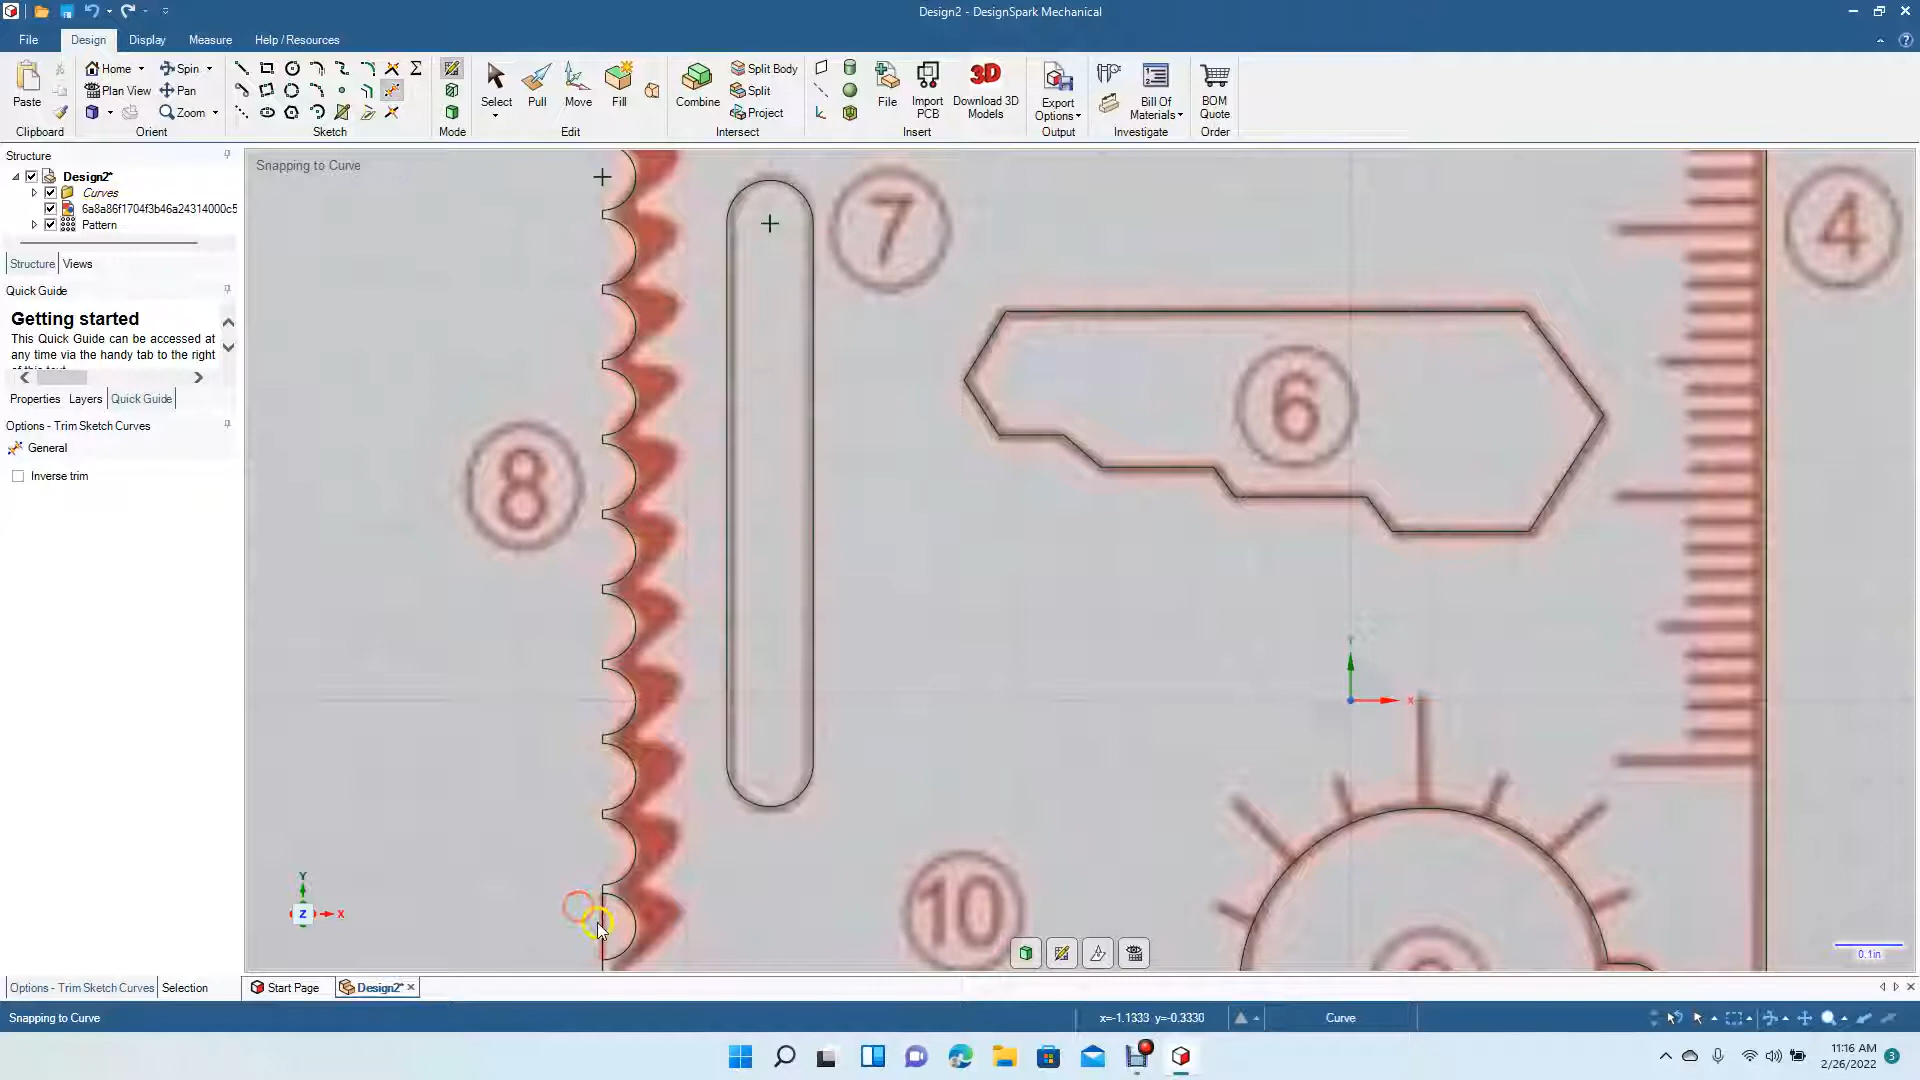 Design2 - DesignSpark Mechanical
File Design Display Measure Help / Resources
Paste
Clipboard
Home Spin
Plan View Pan
Zoom
Orient
Sketch
Mode
Select Pull Move Fill
Edit
Combine
Split Body
Split
Project
Intersect
File Import PCB Download 3D Models
3D
Insert
Export Options
Output
Bill Of Materials
Investigate
BOM Quote
Order
Structure
Design2*
Curves
6a8a86f1704f3b46a24314000c5
Pattern
Structure Views
Quick Guide
Getting started
This Quick Guide can be accessed at
any time via the handy tab to the right
Properties Layers Quick Guide
Options - Trim Sketch Curves
General
Inverse trim
Snapping to Curve
7
4
6
8
10
Y
X
Y
Z
X
0.1in
Options - Trim Sketch Curves Selection
Start Page Design2*
Snapping to Curve
x=-1.1333 y=-0.3330
Curve
11:16 AM
2/26/2022
3